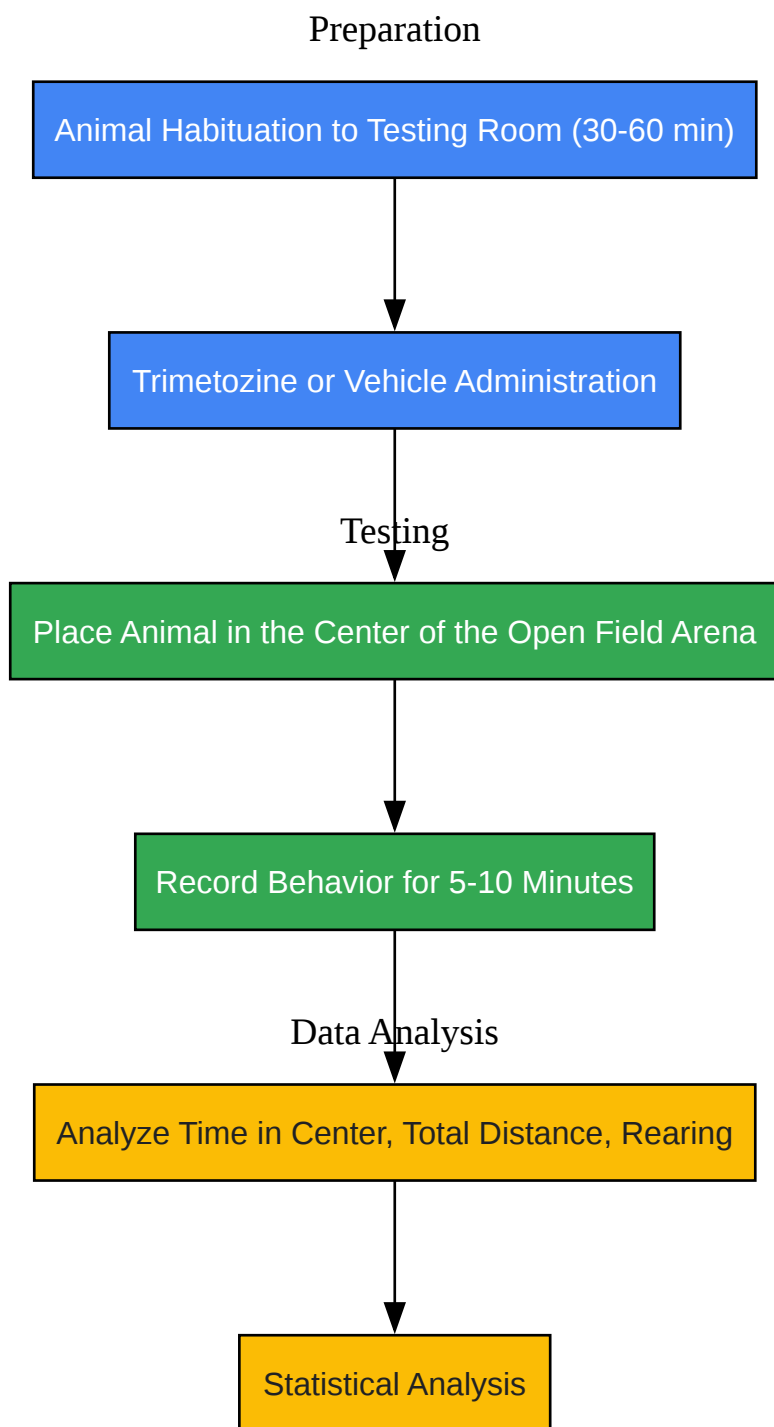 Preparation
Animal Habituation to Testing Room (30-60 min)
Trimetozine or Vehicle Administration
Testing
Place Animal in the Center of the Open Field Arena
Record Behavior for 5-10 Minutes
Data Analysis
Analyze Time in Center, Total Distance, Rearing
Statistical Analysis